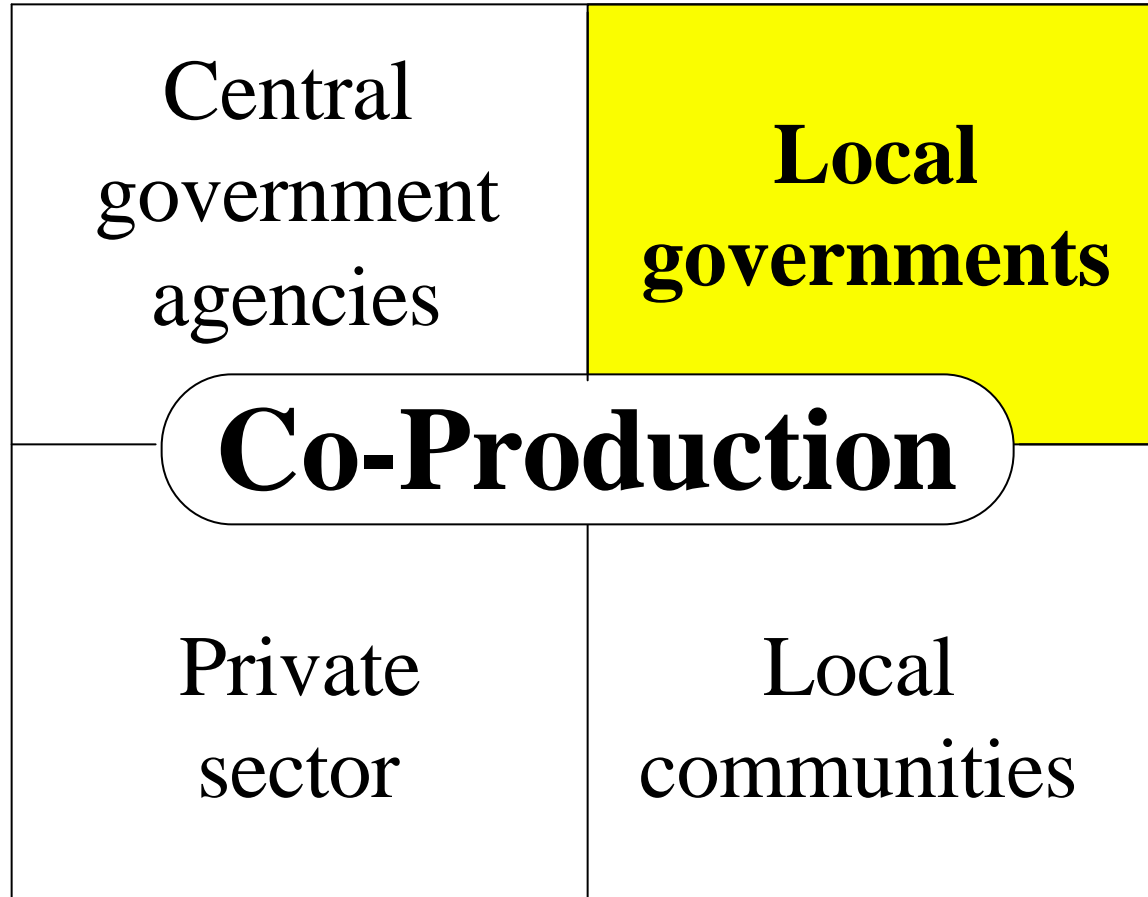 Central
government
agencies
Local
governments
Co-Production
Private
sector
Local
communities